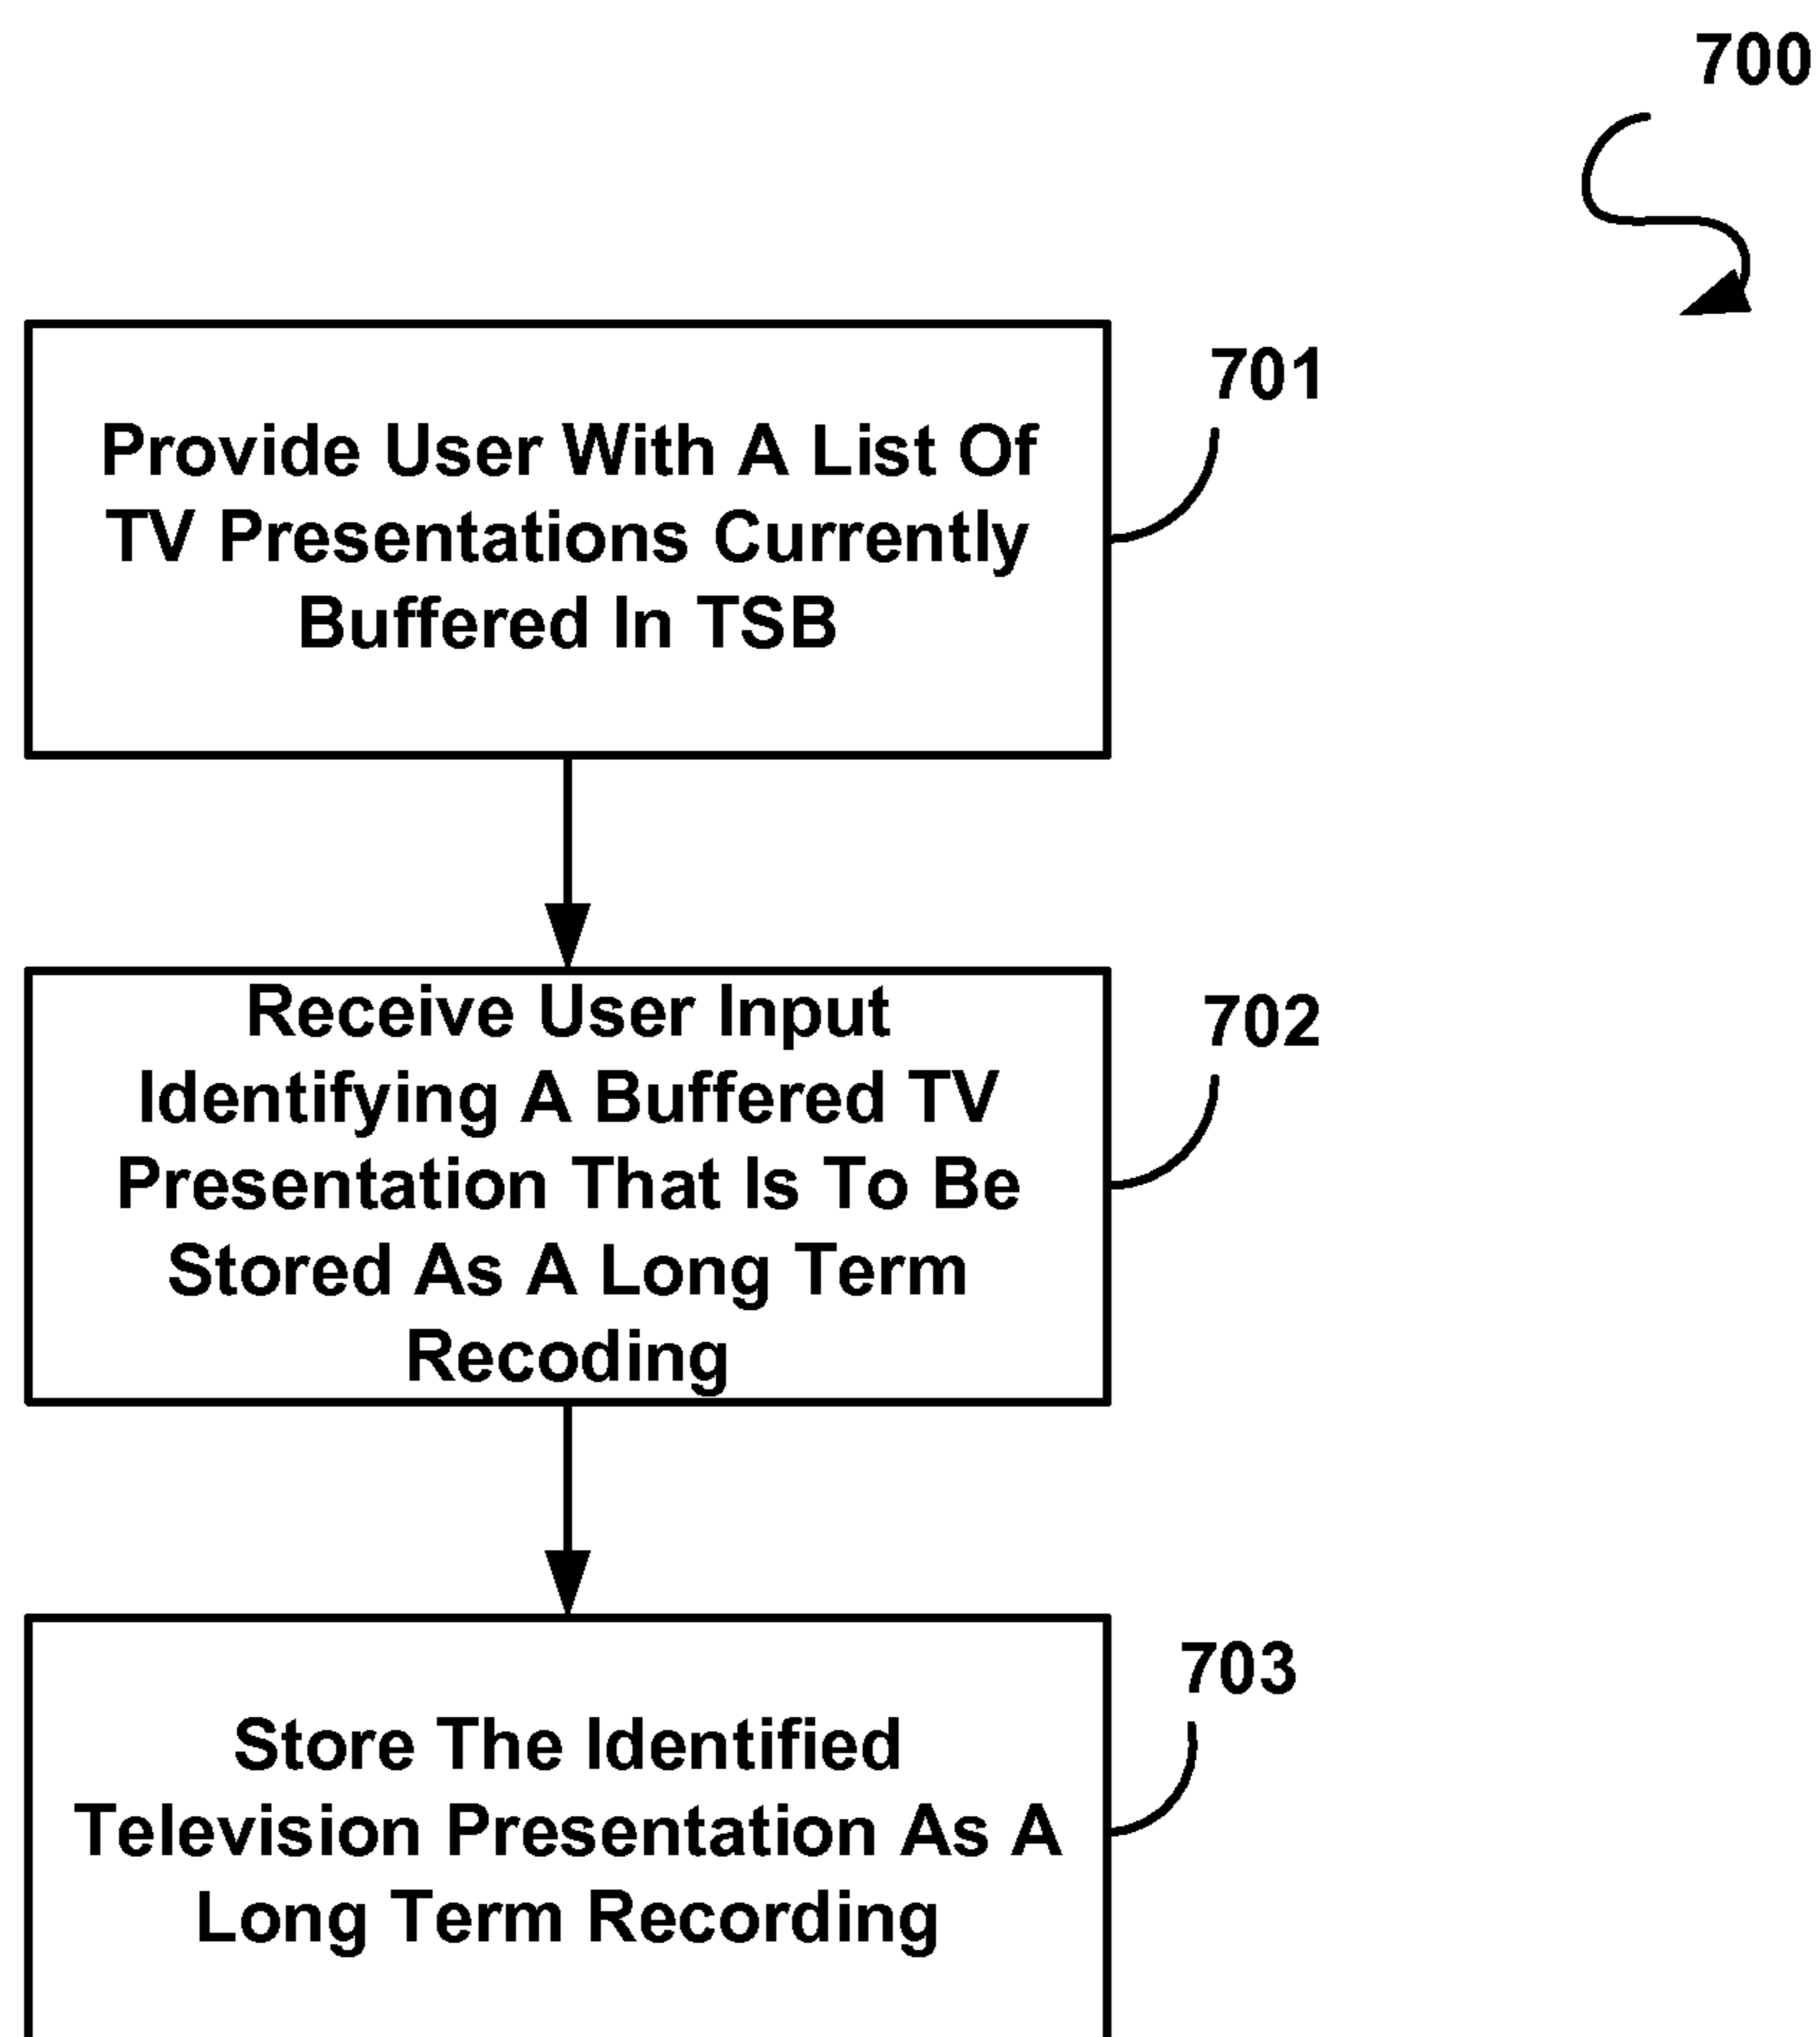 700
701
Provide User With A List Of
TV Presentations Currently
Buffered In TSB
702
Receive User Input
Identifying A Buffered TV
Presentation That Is To Be
Stored As A Long Term
Recoding
703
Store The Identified
Television Presentation As A
Long Term Recording